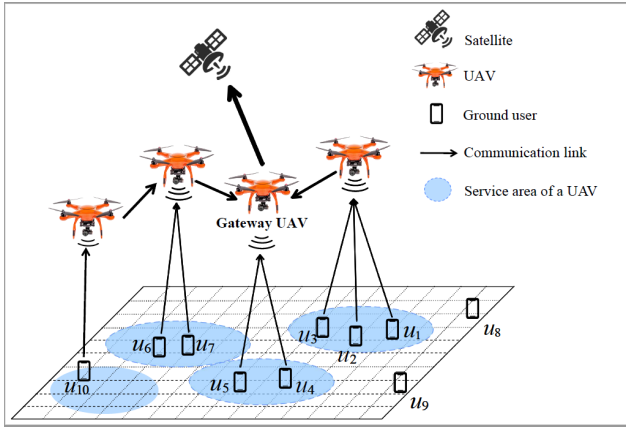 Satellite
UAV
Ground user
Communication link
Service area of a UAV
Gateway UAV
u3
u1
u2
u8
u6
u7
u10
u5
u4
u9